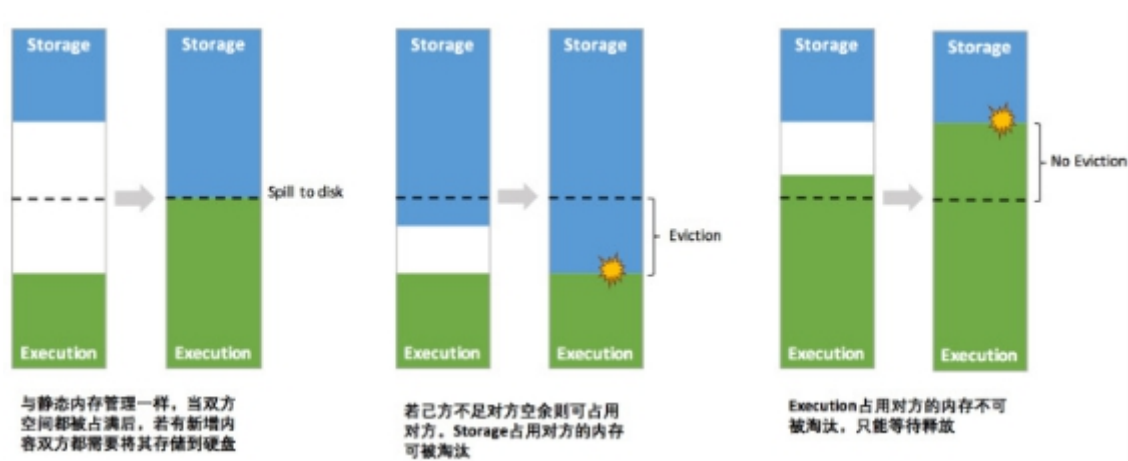 Storage
Storage
Spill to disk
Execution
Execution
与静态内存管理一样，当双方
空间都被占满后，若有新增内
容双方都需要将其存储到硬盘
Storage
Storage
Eviction
Execution
Execution
若己方不足对方空余则可占用
对方，Storage占用对方的内存
可被淘汰
Storage
Storage
No Eviction
Execution
Execution
Execution占用对方的内存不可
被淘汰，只能等待释放